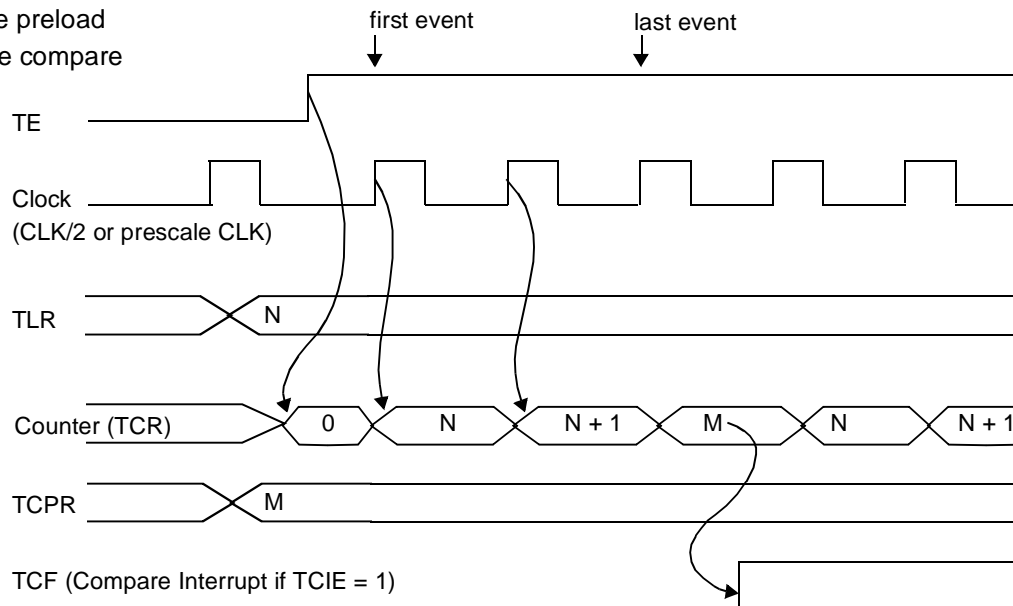 e preload
e compare
first event
last event
TE
Clock
(CLK/2 or prescale CLK)
TLR
N
Counter (TCR)
0
N
N + 1
M
N
N + 1
TCPR
M
TCF (Compare Interrupt if TCIE = 1)